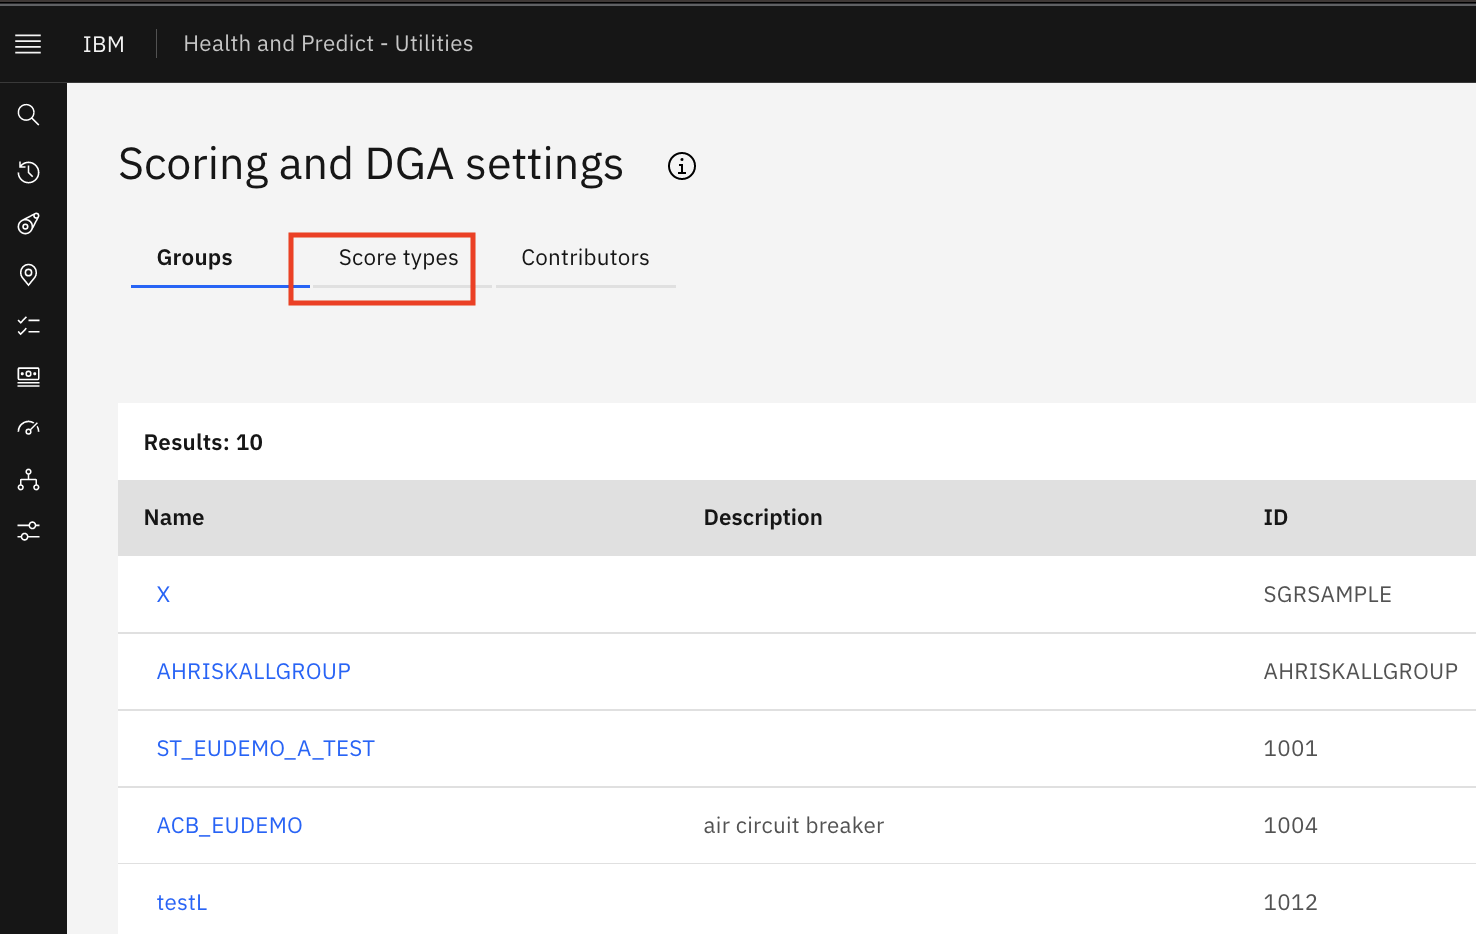 IBM Health and Predict - Utilities
Scoring and DGA settings
Groups Score types Contributors
Results: 10
Name Description ID
X SGRSAMPLE
AHRISKALLGROUP AHRISKALLGROUP
ST_EUDEMO_A_TEST 1001
ACB_EUDEMO air circuit breaker 1004
testL 1012